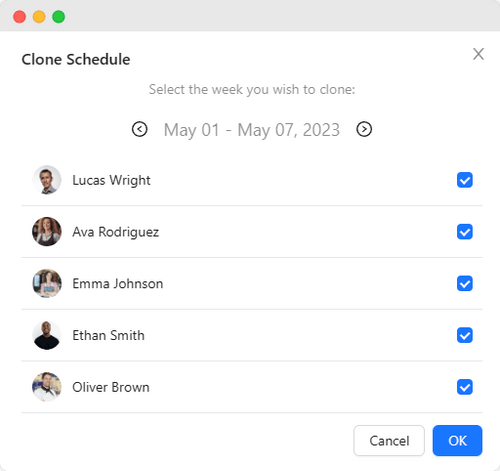 Clone Schedule
Select the week you wish to clone:
May 01 - May 07, 2023
Lucas Wright
Ava Rodriguez
Emma Johnson
Ethan Smith
Oliver Brown
Cancel OK